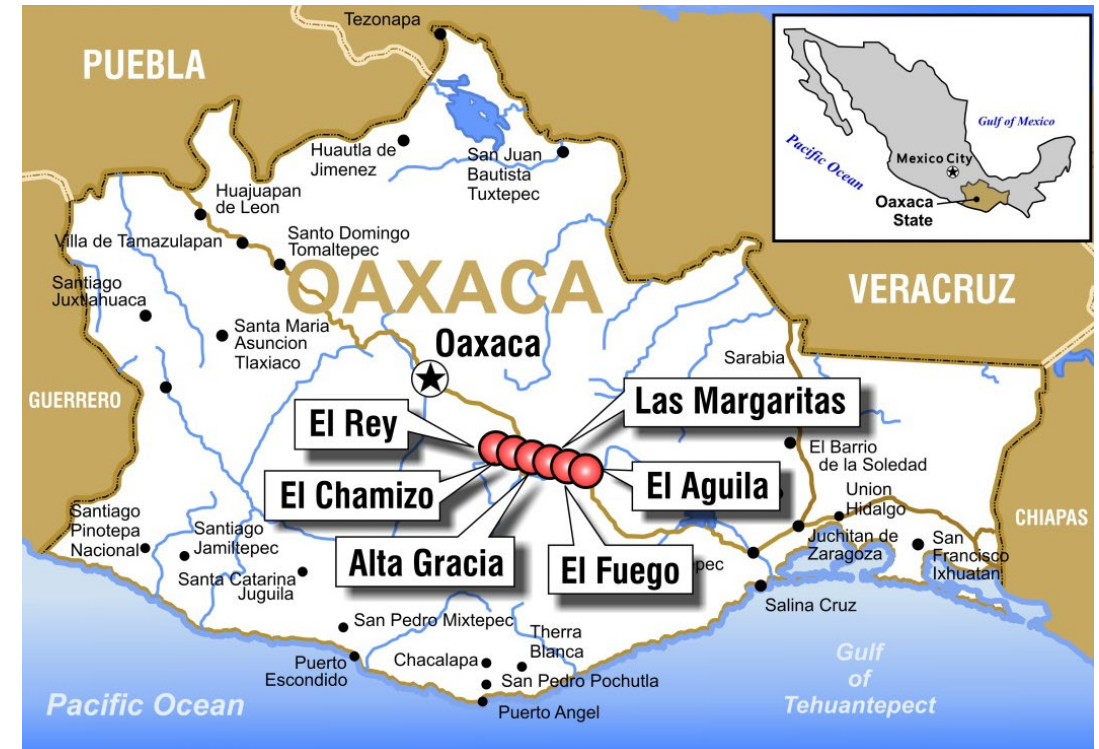 Tezonapa
PUEBLA
Gulf of Mexico
Pacific Ocean
Mexico City
Oaxaca
State
Huautla de
Jimenez
San Juan
Bautista
Tuxtepec
Huajuapan
de Leon
Villa de Tamazulapan
Santo Domingo
Tomaltepec
OAXACA
VERACRUZ
Santiago
Juxtlahuaca
Santa Maria
Asuncion
Tlaxiaco
Oaxaca
Sarabia
GUERRERO
Las Margaritas
El Rey
El Barrio
de la Soledad
El Chamizo
El Aguila
Union
Hidalgo
Santiago
Pinotepa
Nacional
Santiago
Jamiltepec
CHIAPAS
Alta Gracia
El Fuego
pec
Juchitan de
Zaragoza
San
Francisco
Ixhuatan
Santa Catarina
Juguila
Salina Cruz
San Pedro Mixtepec
Therra
Blanca
Puerto
Escondido
Chacalapa
San Pedro Pochutla
Puerto Angel
Pacific Ocean
Gulf
of
Tehuantepect